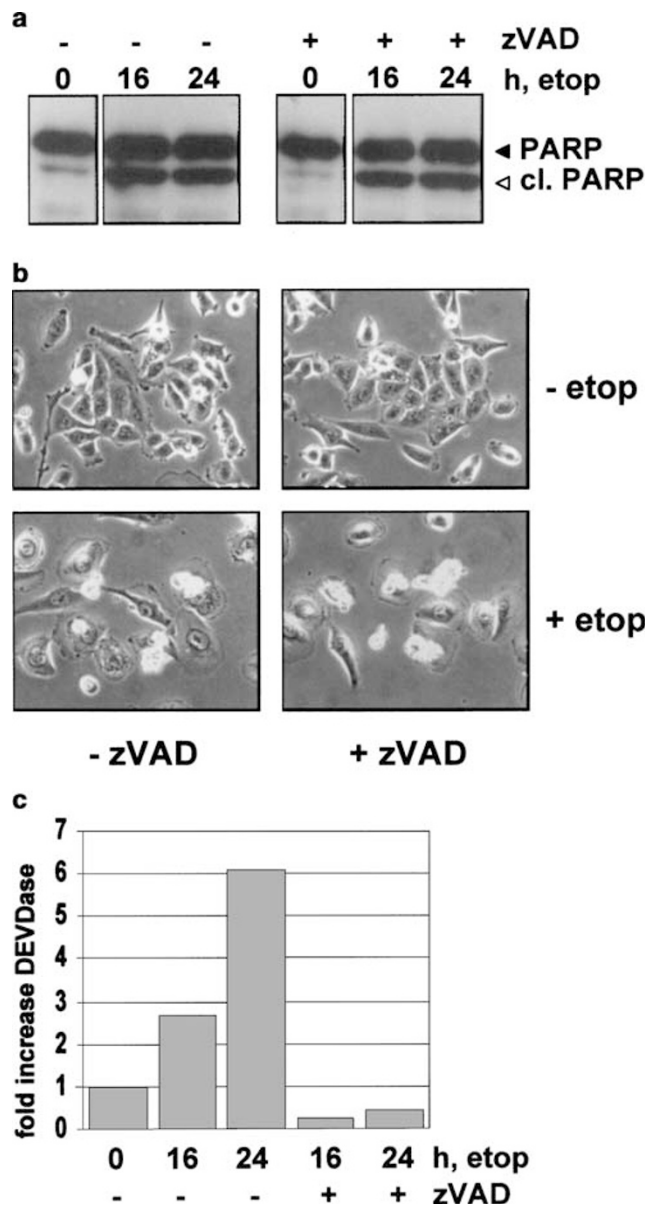 a
- - - + + + zVAD
0 16 24 0 16 24 h, etop
◄ PARP
◁ cl. PARP
b
- etop
+ etop
- zVAD + zVAD
c
fold increase DEVDase
7
6
5
4
3
2
1
0
0 16 24 16 24 h, etop
- - - + + zVAD